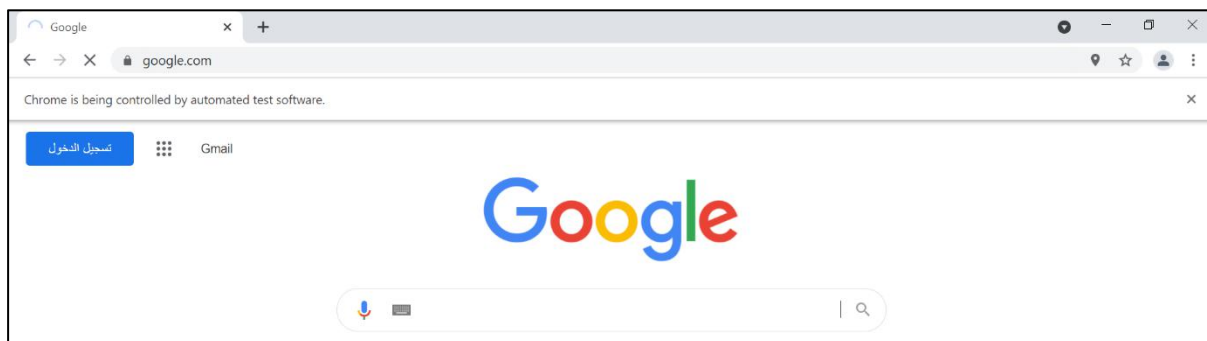 Google
google.com
Chrome is being controlled by automated test software.
تسجيل الدخول
Gmail
Google